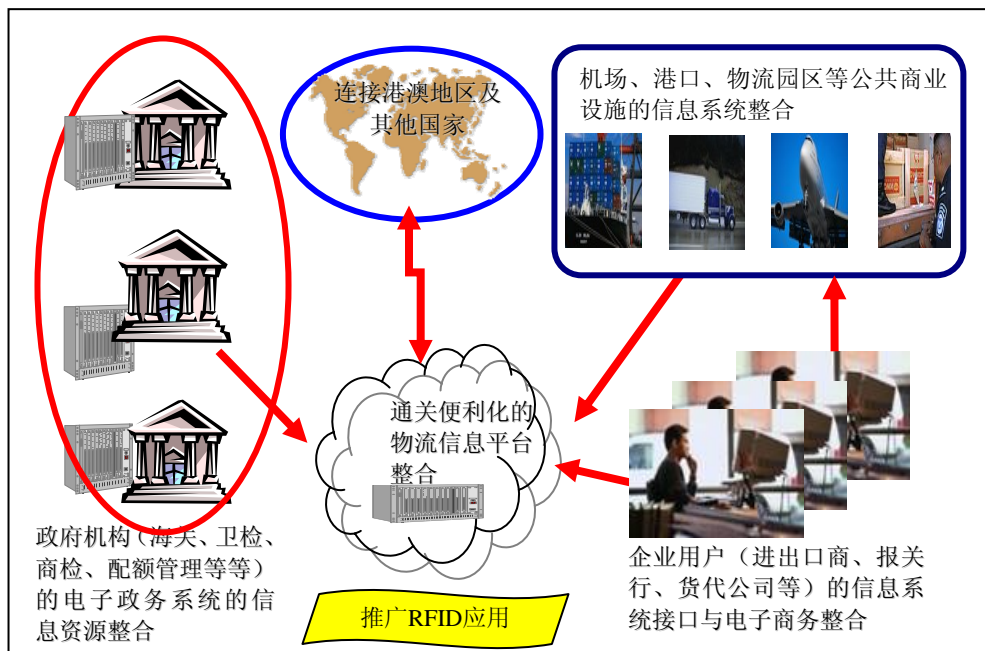 连接港澳地区及
其他国家
机场、港口、物流园区等公共商业
设施的信息系统整合
通关便利化的
物流信息平台
整合
政府机构（海关、卫检、
商检、配额管理等等）
的电子政务系统的信
息资源整合
推广RFID应用
企业用户（进出口商、报关
行、货代公司等）的信息系
统接口与电子商务整合